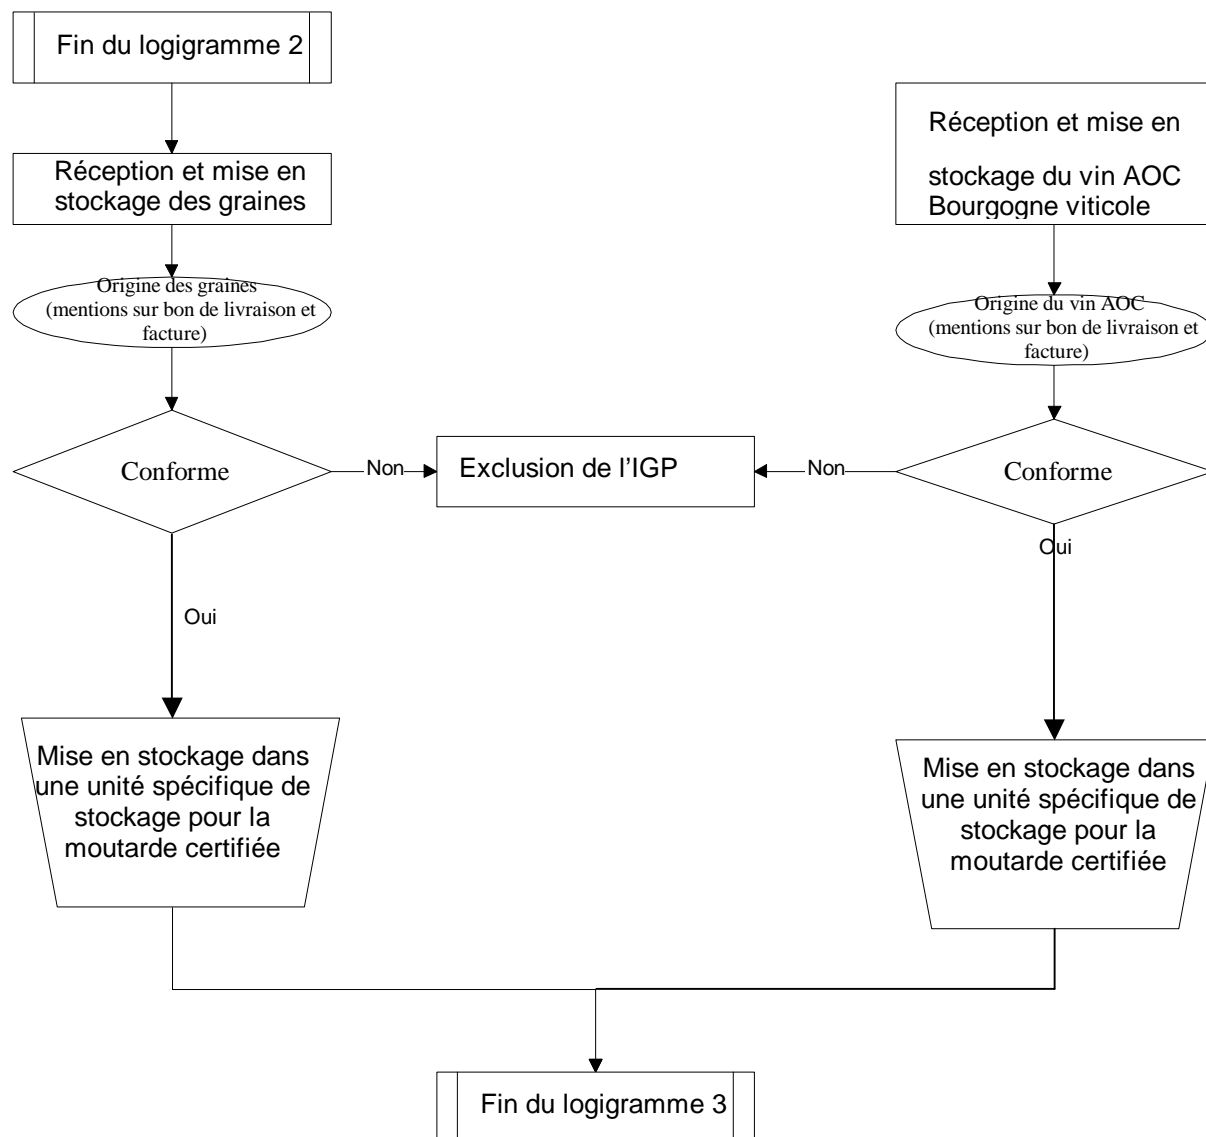 Fin du logigramme 2
Réception et mise en
stockage des graines
Origine des graines
(mentions sur bon de livraison et
facture)
Conforme
Non
Exclusion de l'IGP
Oui
Mise en stockage dans
une unité spécifique de
stockage pour la
moutarde certifiée
Réception et mise en
stockage du vin AOC
Bourgogne viticole
Origine du vin AOC
(mentions sur bon de livraison et
facture)
Conforme
Non
Oui
Mise en stockage dans
une unité spécifique de
stockage pour la
moutarde certifiée
Fin du logigramme 3